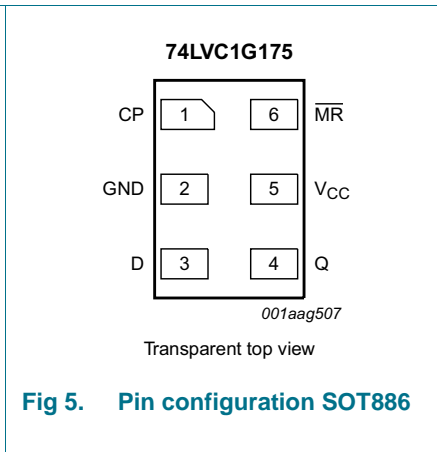 74LVC1G175
CP 1 6 M̅R̅
GND 2 5 VCC
D 3 4 Q
001aag507
Transparent top view
Fig 5. Pin configuration SOT886